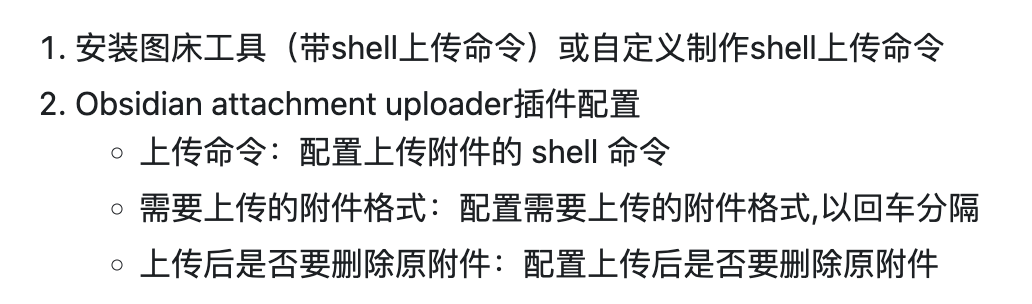 1. 安装图床工具（带shell上传命令）或自定义制作shell上传命令
2. Obsidian attachment uploader插件配置
◦ 上传命令：配置上传附件的 shell 命令
◦ 需要上传的附件格式：配置需要上传的附件格式,以回车分隔
◦ 上传后是否要删除原附件：配置上传后是否要删除原附件